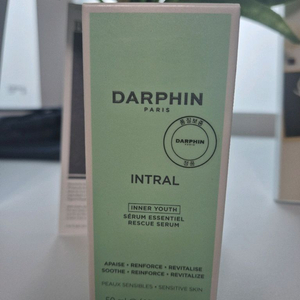 DARPHIN
PARIS
DARPHIN
INTRAL
INNER YOUTH
SÉRUM ESSENTIEL
RESCUE SERUM
APAISE • RENFORCE • REVITALISE
SOOTHE • REINFORCE • REVITALIZE
PEAUX SENSIBLES • SENSITIVE SKIN